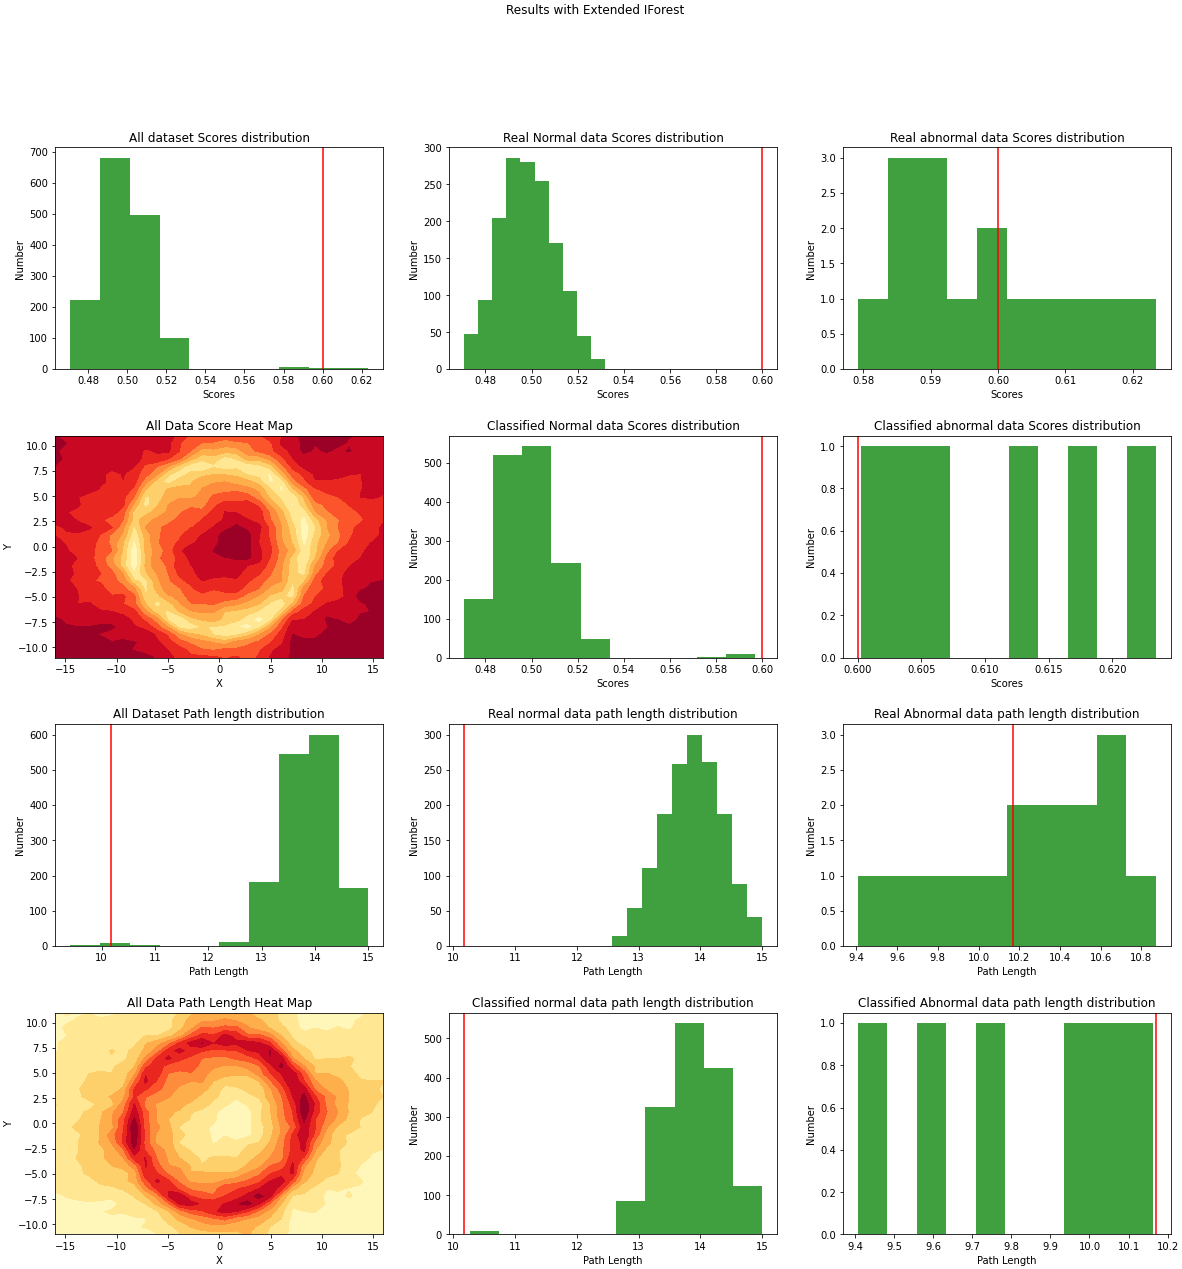 Results with Extended IForest
All dataset Scores distribution
Number
700
600
500
400
300
200
100
0
0.48 0.50 0.52 0.54 0.56 0.58 0.60 0.62
Scores
Real Normal data Scores distribution
Number
300
250
200
150
100
50
0
0.48 0.50 0.52 0.54 0.56 0.58 0.60
Scores
Real abnormal data Scores distribution
Number
3.0
2.5
2.0
1.5
1.0
0.5
0.0
0.58 0.59 0.60 0.61 0.62
Scores
All Data Score Heat Map
Y
10.0
7.5
5.0
2.5
0.0
−2.5
−5.0
−7.5
−10.0
−15 −10 −5 0 5 10 15
X
Classified Normal data Scores distribution
Number
500
400
300
200
100
0
0.48 0.50 0.52 0.54 0.56 0.58 0.60
Scores
Classified abnormal data Scores distribution
Number
1.0
0.8
0.6
0.4
0.2
0.0
0.600 0.605 0.610 0.615 0.620
Scores
All Dataset Path length distribution
Number
600
500
400
300
200
100
0
10 11 12 13 14 15
Path Length
Real normal data path length distribution
Number
300
250
200
150
100
50
0
10 11 12 13 14 15
Path Length
Real Abnormal data path length distribution
Number
3.0
2.5
2.0
1.5
1.0
0.5
0.0
9.4 9.6 9.8 10.0 10.2 10.4 10.6 10.8
Path Length
All Data Path Length Heat Map
Y
10.0
7.5
5.0
2.5
0.0
−2.5
−5.0
−7.5
−10.0
−15 −10 −5 0 5 10 15
X
Classified normal data path length distribution
Number
500
400
300
200
100
0
10 11 12 13 14 15
Path Length
Classified Abnormal data path length distribution
Number
1.0
0.8
0.6
0.4
0.2
0.0
9.4 9.5 9.6 9.7 9.8 9.9 10.0 10.1 10.2
Path Length